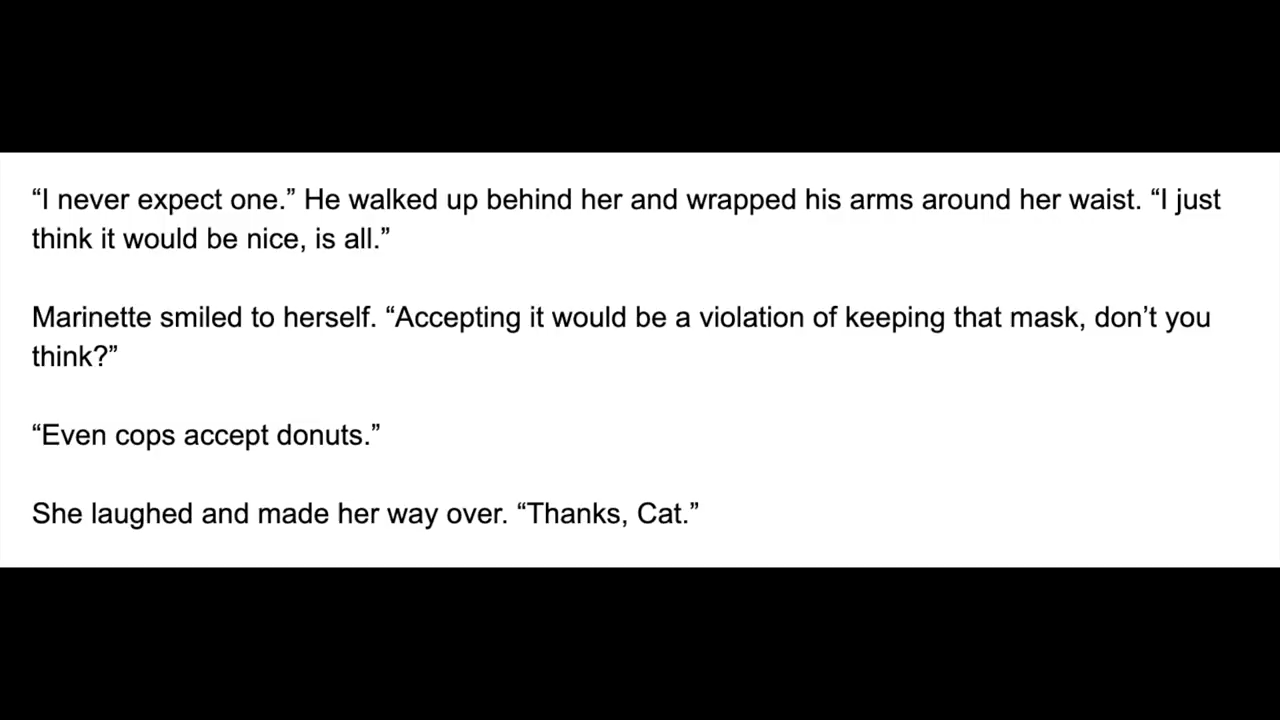 “I never expect one.” He walked up behind her and wrapped his arms around her waist. “I just
think it would be nice, is all.”
Marinette smiled to herself. “Accepting it would be a violation of keeping that mask, don’t you
think?”
“Even cops accept donuts.”
She laughed and made her way over. “Thanks, Cat.”